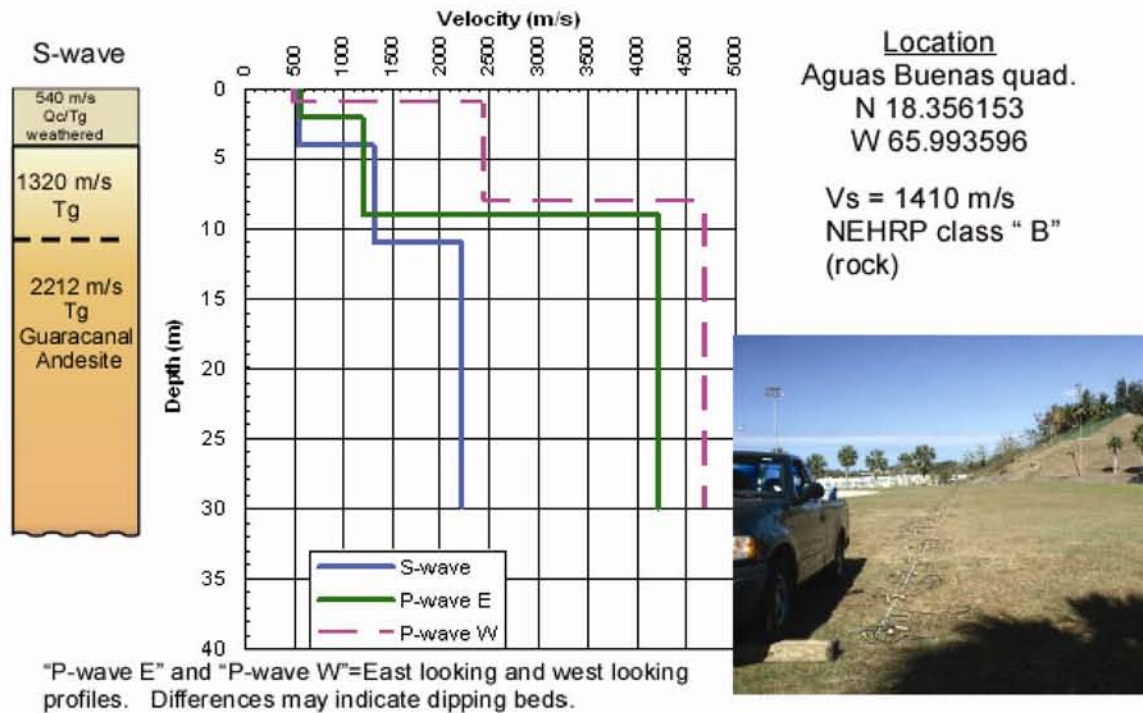 S-wave
540 m/s
Qc/Tg
weathered
1320 m/s
Tg
2212 m/s
Tg
Guaracanal
Andesite
Velocity (m/s)
0
500
1000
1500
2000
2500
3000
3500
4000
4500
5000
Depth (m)
0
5
10
15
20
25
30
35
40
S-wave
P-wave E
P-wave W
"P-wave E" and "P-wave W"=East looking and west looking
profiles. Differences may indicate dipping beds.
Location
Aguas Buenas quad.
N 18.356153
W 65.993596
Vs = 1410 m/s
NEHRP class " B"
(rock)